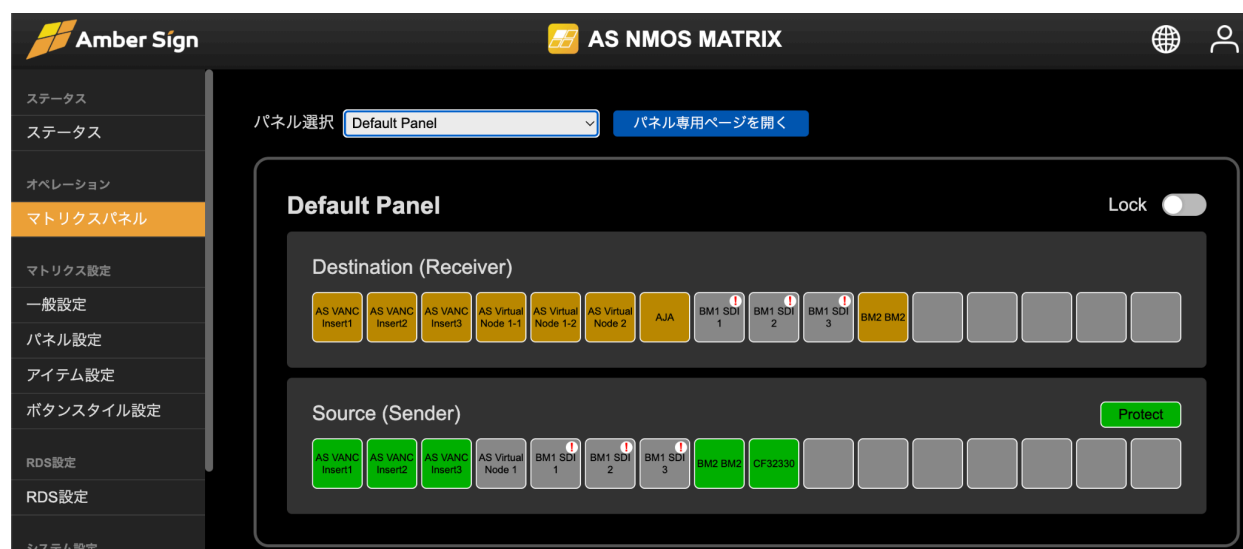 Amber Sign
AS NMOS MATRIX
ステータス
ステータス
オペレーション
マトリクスパネル
マトリクス設定
一般設定
パネル設定
アイテム設定
ボタンスタイル設定
RDS設定
RDS設定
システム設定
パネル選択 Default Panel パネル専用ページを開く
Default Panel
Lock
Destination (Receiver)
AS VANC Insert1
AS VANC Insert2
AS VANC Insert3
AS Virtual Node 1-1
AS Virtual Node 1-2
AS Virtual Node 2
AJA
BM1 SDI 1 !
BM1 SDI 2 !
BM1 SDI 3 !
BM2 BM2
Source (Sender)
Protect
AS VANC Insert1
AS VANC Insert2
AS VANC Insert3
AS Virtual Node 1
BM1 SDI 1 !
BM1 SDI 2 !
BM1 SDI 3 !
BM2 BM2
CF32330